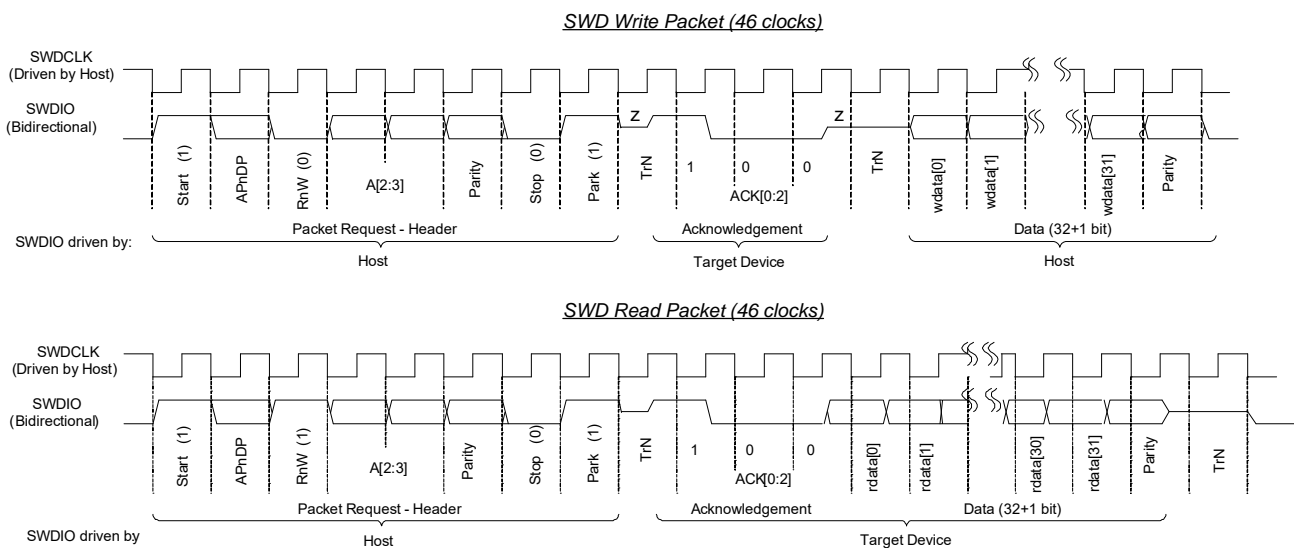 SWD Write Packet (46 clocks)
SWDCLK
(Driven by Host)
SWDIO
(Bidirectional)
Z
Z
Start (1)
APnDP
RnW (0)
A[2:3]
Parity
Stop (0)
Park (1)
TrN
1
0
0
ACK[0:2]
TrN
wdata[0]
wdata[1]
wdata[31]
Parity
SWDIO driven by:
Packet Request - Header
Host
Acknowledgement
Target Device
Data (32+1 bit)
Host
SWD Read Packet (46 clocks)
SWDCLK
(Driven by Host)
SWDIO
(Bidirectional)
Start (1)
APnDP
RnW (1)
A[2:3]
Parity
Stop (0)
Park (1)
TrN
1
0
0
ACK[0:2]
rdata[0]
rdata[1]
rdata[30]
rdata[31]
Parity
TrN
SWDIO driven by
Packet Request - Header
Host
Acknowledgement
Data (32+1 bit)
Target Device